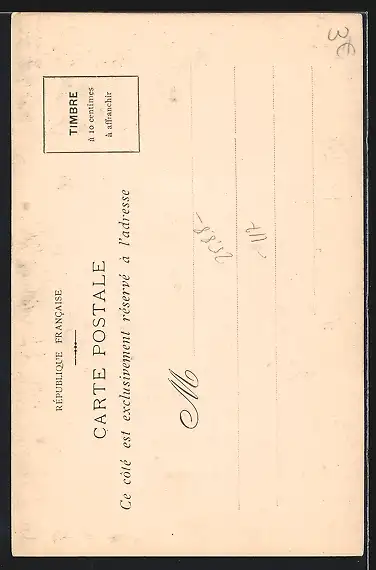 RÉPUBLIQUE FRANÇAISE
CARTE POSTALE
Ce côté est exclusivement réservé à l'adresse
TIMBRE
à 10 centimes
à affranchir
M
3€